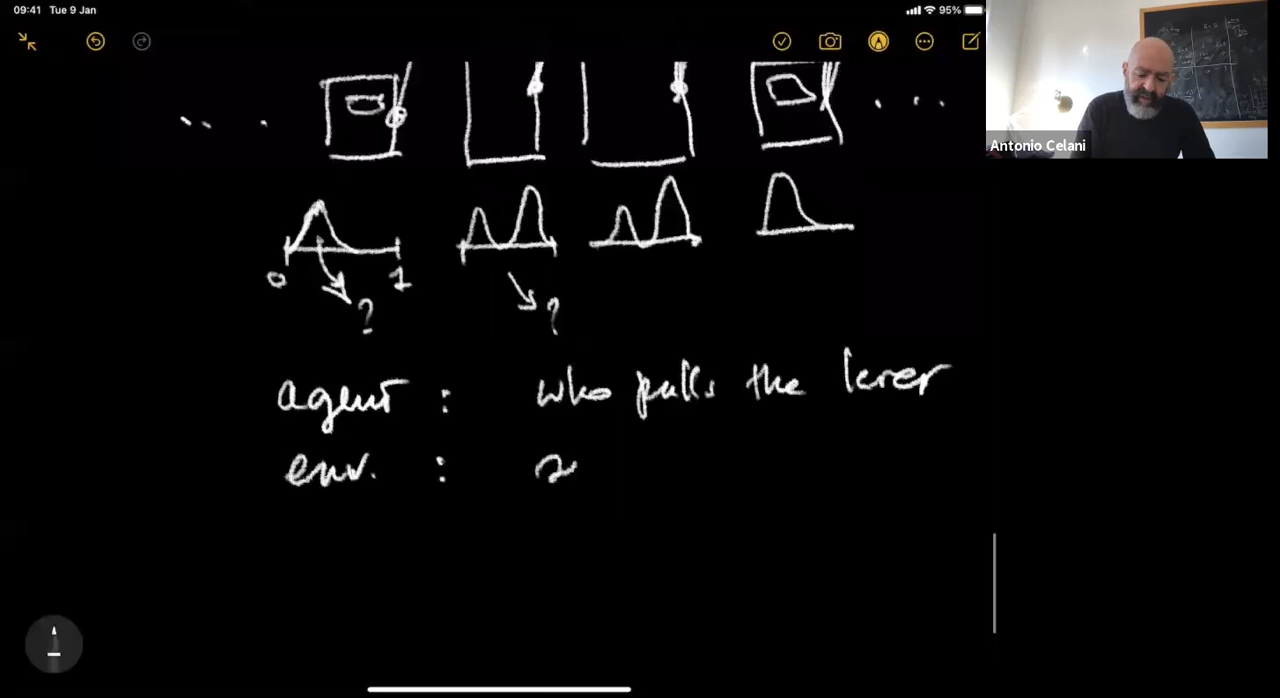 09:41 Tue 9 Jan
95%
Antonio Celani
0 1
? ?
agent : who pulls the lever
env. :